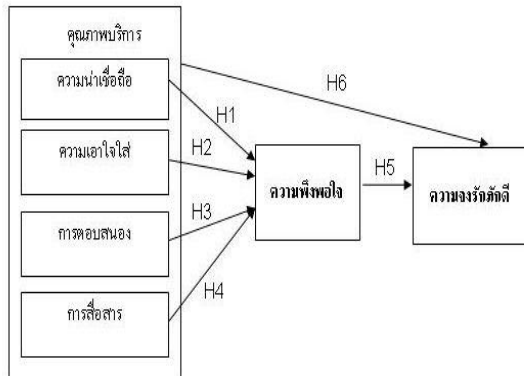 คุณภาพบริการ
ความน่าเชื่อถือ
H6
H1
ความเอาใจใส่
H2
ความพึงพอใจ
H5
ความจงรักภักดี
การตอบสนอง
H3
การสื่อสาร
H4